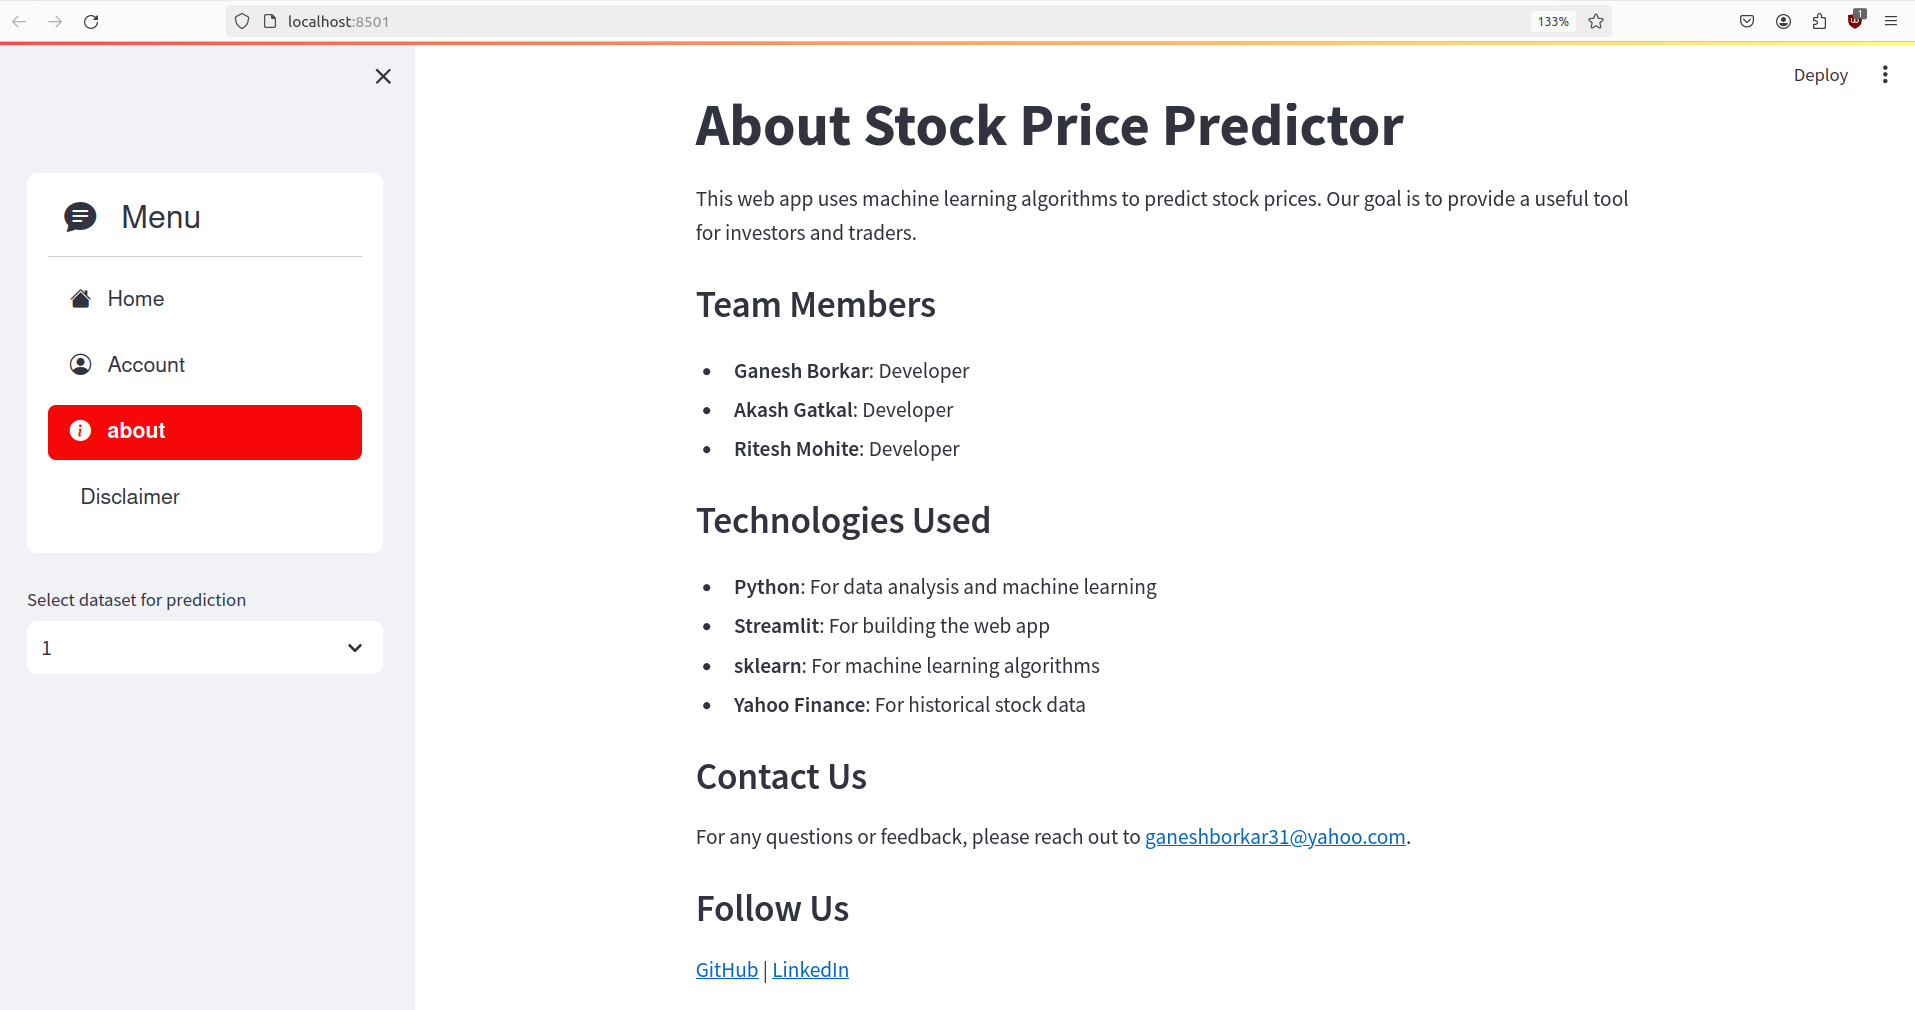 localhost:8501
133%
1
Deploy
Menu
Home
Account
about
Disclaimer
Select dataset for prediction
1
About Stock Price Predictor
This web app uses machine learning algorithms to predict stock prices. Our goal is to provide a useful tool
for investors and traders.
Team Members
Ganesh Borkar: Developer
Akash Gatkal: Developer
Ritesh Mohite: Developer
Technologies Used
Python: For data analysis and machine learning
Streamlit: For building the web app
sklearn: For machine learning algorithms
Yahoo Finance: For historical stock data
Contact Us
For any questions or feedback, please reach out to ganeshborkar31@yahoo.com.
Follow Us
GitHub | LinkedIn